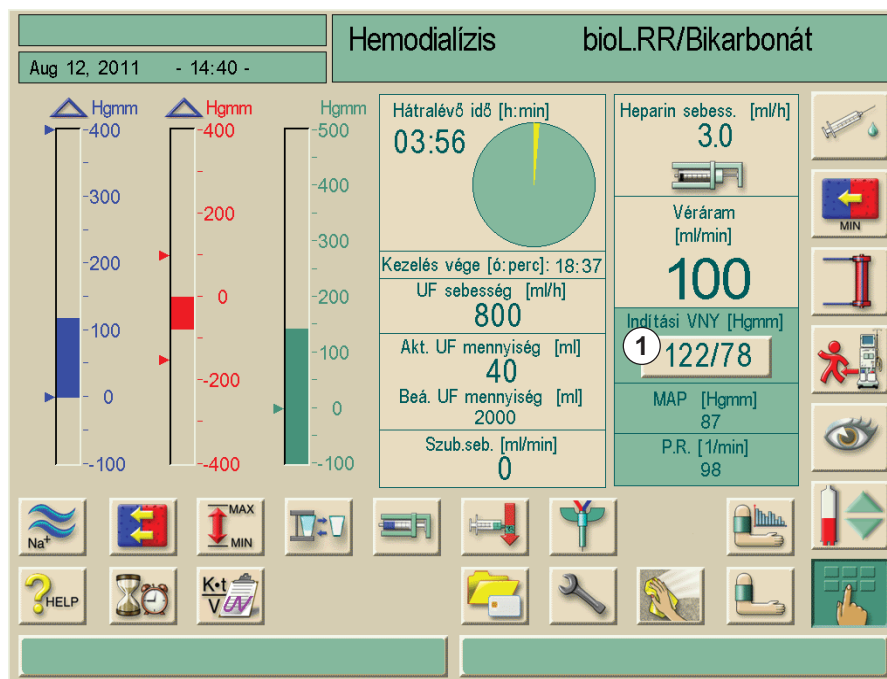 Hemodialízis bioL.RR/Bikarbonát
Aug 12, 2011 - 14:40 -
Hgmm
400
300
200
100
0
-100
Hgmm
400
200
0
-200
-400
Hgmm
500
400
300
200
100
0
-100
Hátralévő idő [h:min]
03:56
Kezelés vége [ó:perc]: 18:37
UF sebesség [ml/h]
800
Akt. UF mennyiség [ml]
40
Beá. UF mennyiség [ml]
2000
Szub.seb. [ml/min]
0
Heparin sebess. [ml/h]
3.0
Véráram
[ml/min]
100
Indítási VNY [Hgmm]
1
122/78
MAP [Hgmm]
87
P.R. [1/min]
98
MIN
Na+
MAX
MIN
HELP
K•t
V
UV